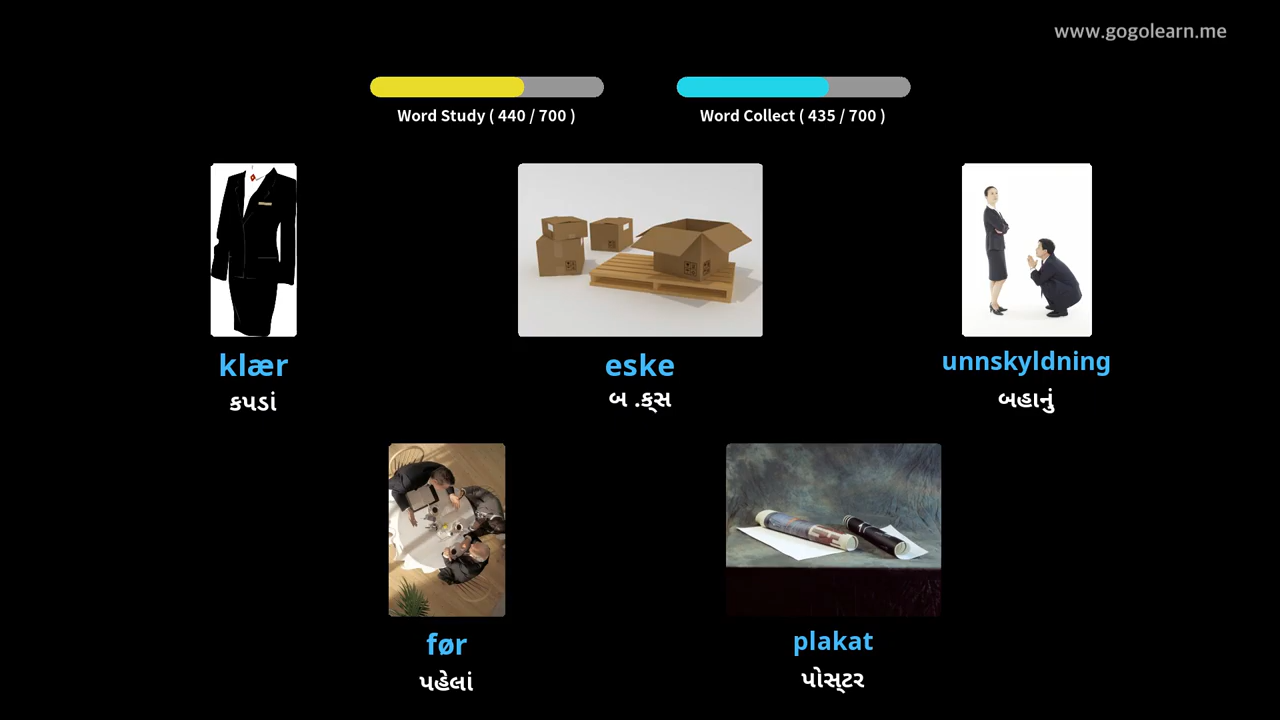 www.gogolearn.me
Word Study ( 440 / 700 )
Word Collect ( 435 / 700 )
klær
eske
unnskyldning
કપડાં
બ .ક્સ
બહાનું
før
plakat
પહેલાં
પોસ્ટર